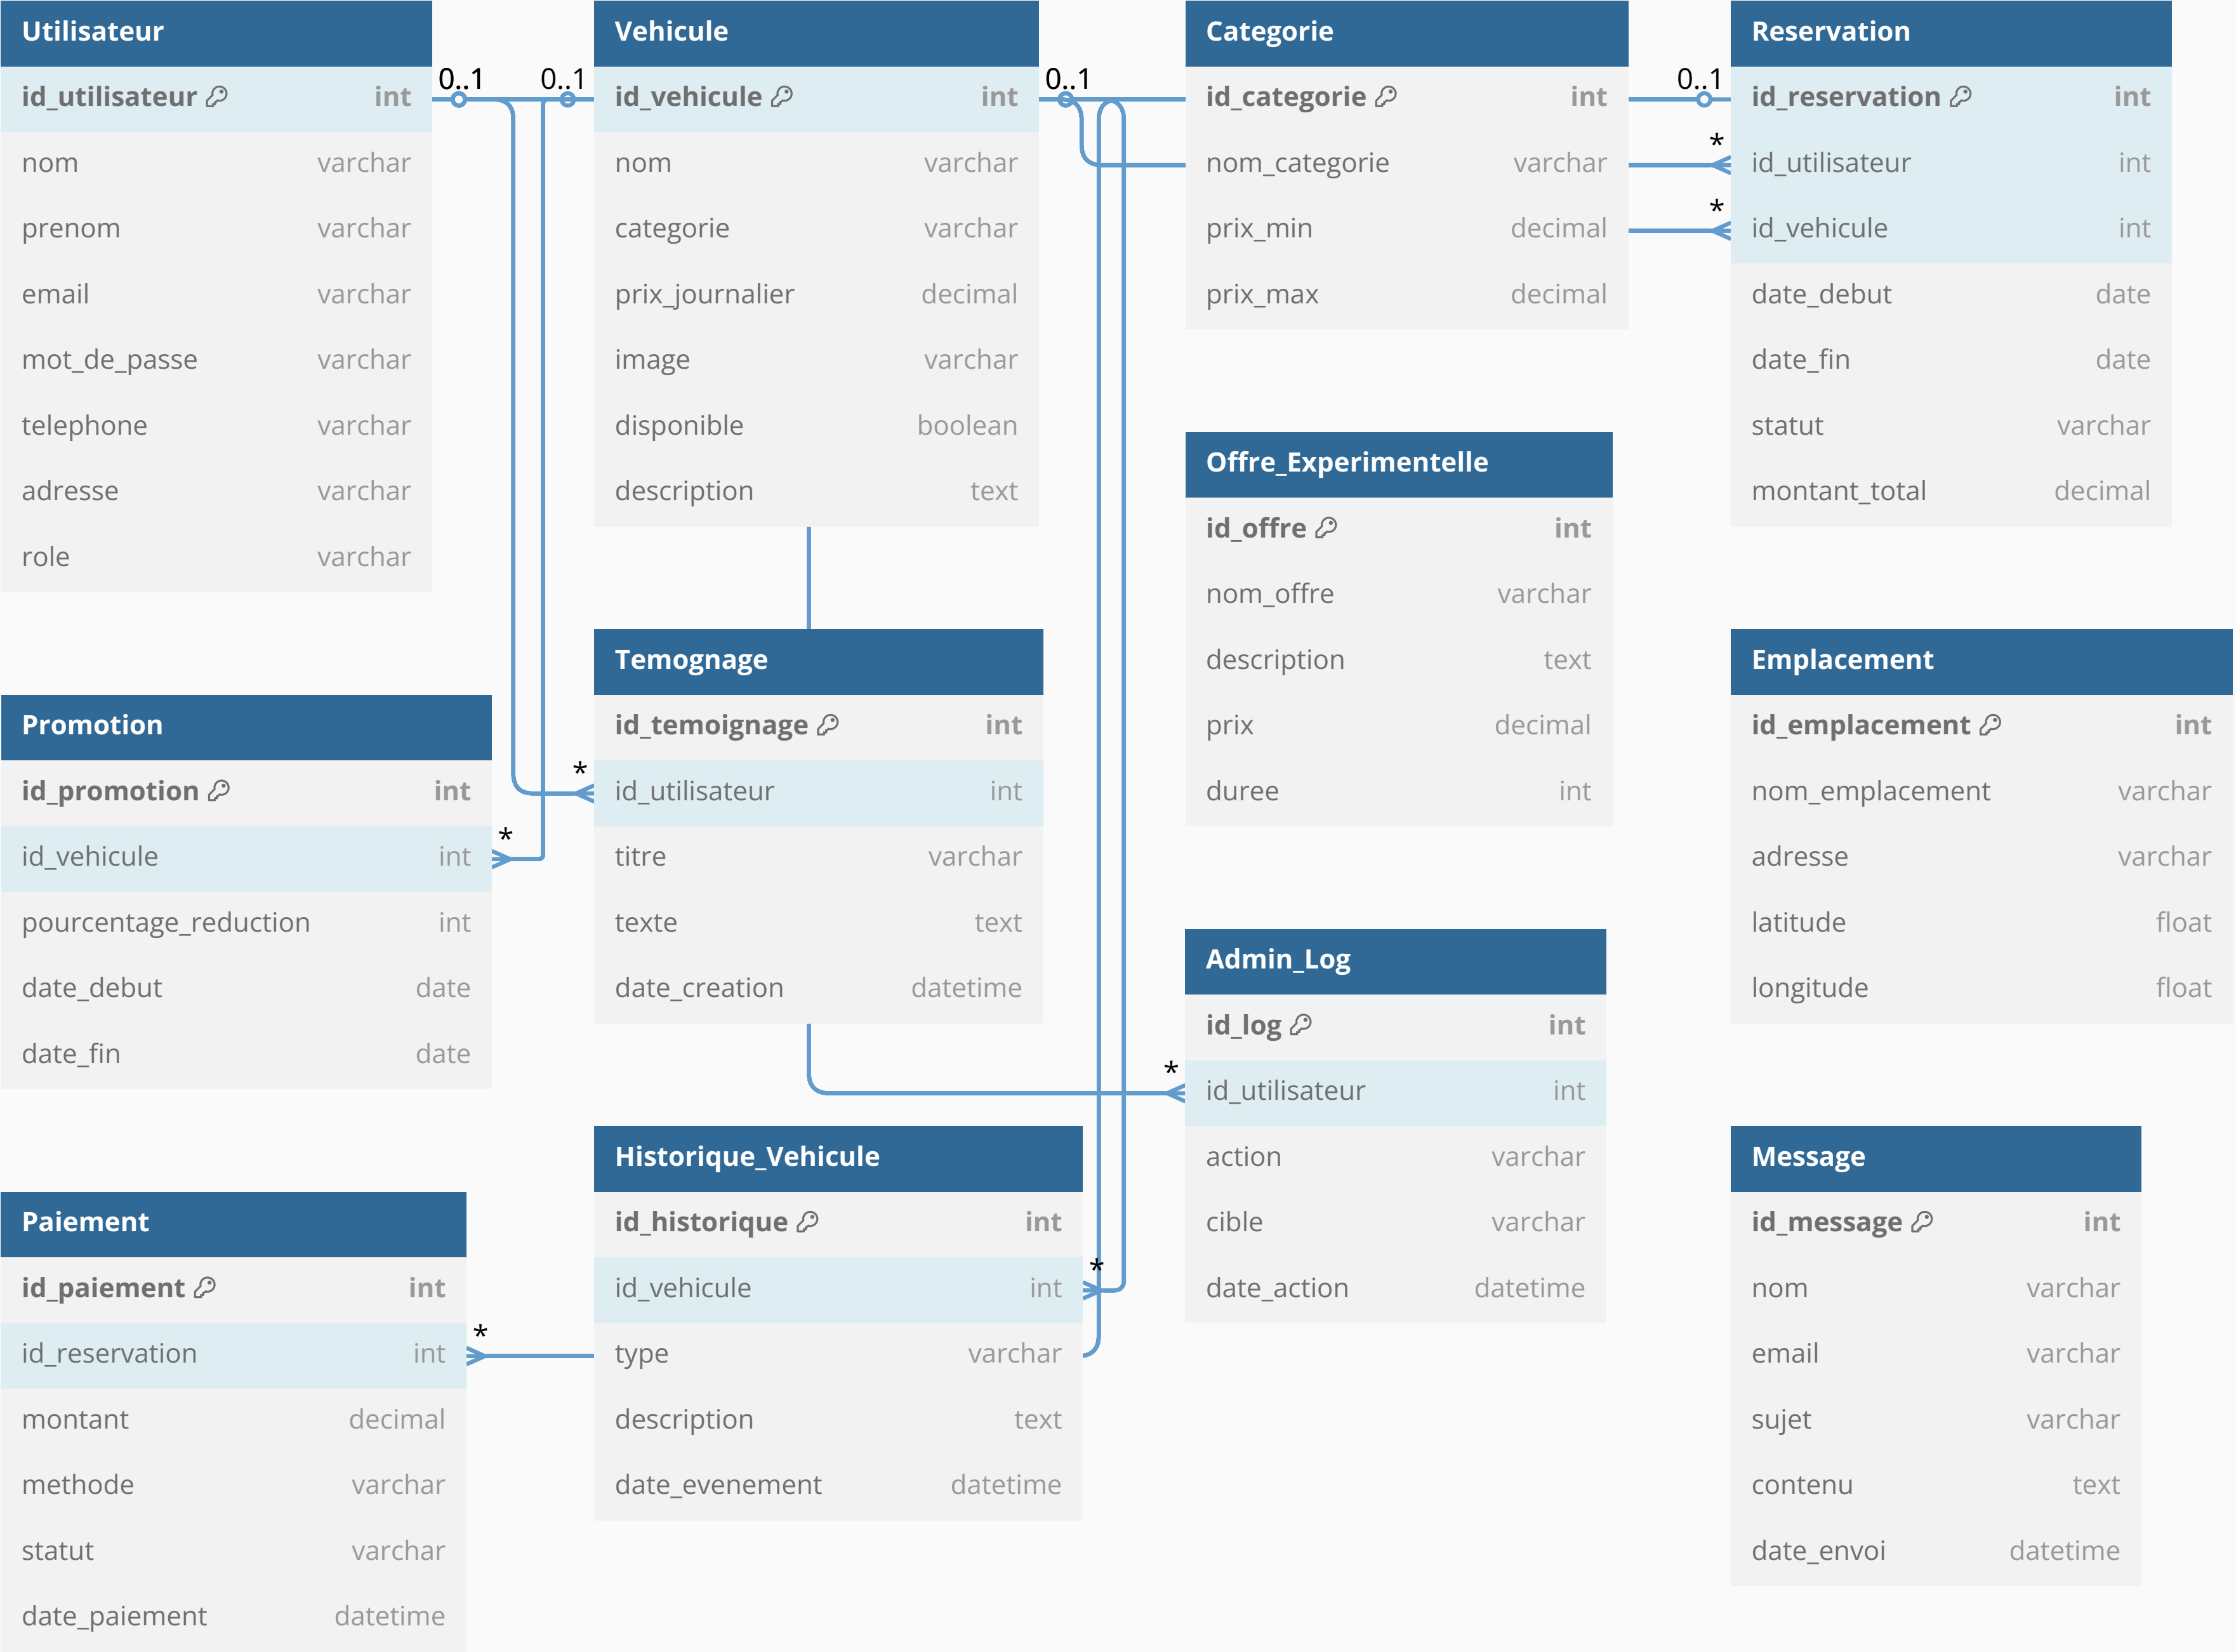 Utilisateur
id_utilisateur int
nom varchar
prenom varchar
email varchar
mot_de_passe varchar
telephone varchar
adresse varchar
role varchar
0..1
0..1
Vehicule
id_vehicule int
nom varchar
categorie varchar
prix_journalier decimal
image varchar
disponible boolean
description text
0..1
Categorie
id_categorie int
nom_categorie varchar
prix_min decimal
prix_max decimal
0..1
*
*
Reservation
id_reservation int
id_utilisateur int
id_vehicule int
date_debut date
date_fin date
statut varchar
montant_total decimal
Offre_Experimentelle
id_offre int
nom_offre varchar
description text
prix decimal
duree int
Temognage
id_temoignage int
*
id_utilisateur int
titre varchar
texte text
date_creation datetime
Emplacement
id_emplacement int
nom_emplacement varchar
adresse varchar
latitude float
longitude float
Promotion
id_promotion int
*
id_vehicule int
pourcentage_reduction int
date_debut date
date_fin date
Admin_Log
id_log int
*
id_utilisateur int
action varchar
cible varchar
date_action datetime
Historique_Vehicule
id_historique int
*
id_vehicule int
type varchar
description text
date_evenement datetime
Message
id_message int
nom varchar
email varchar
sujet varchar
contenu text
date_envoi datetime
Paiement
id_paiement int
*
id_reservation int
montant decimal
methode varchar
statut varchar
date_paiement datetime